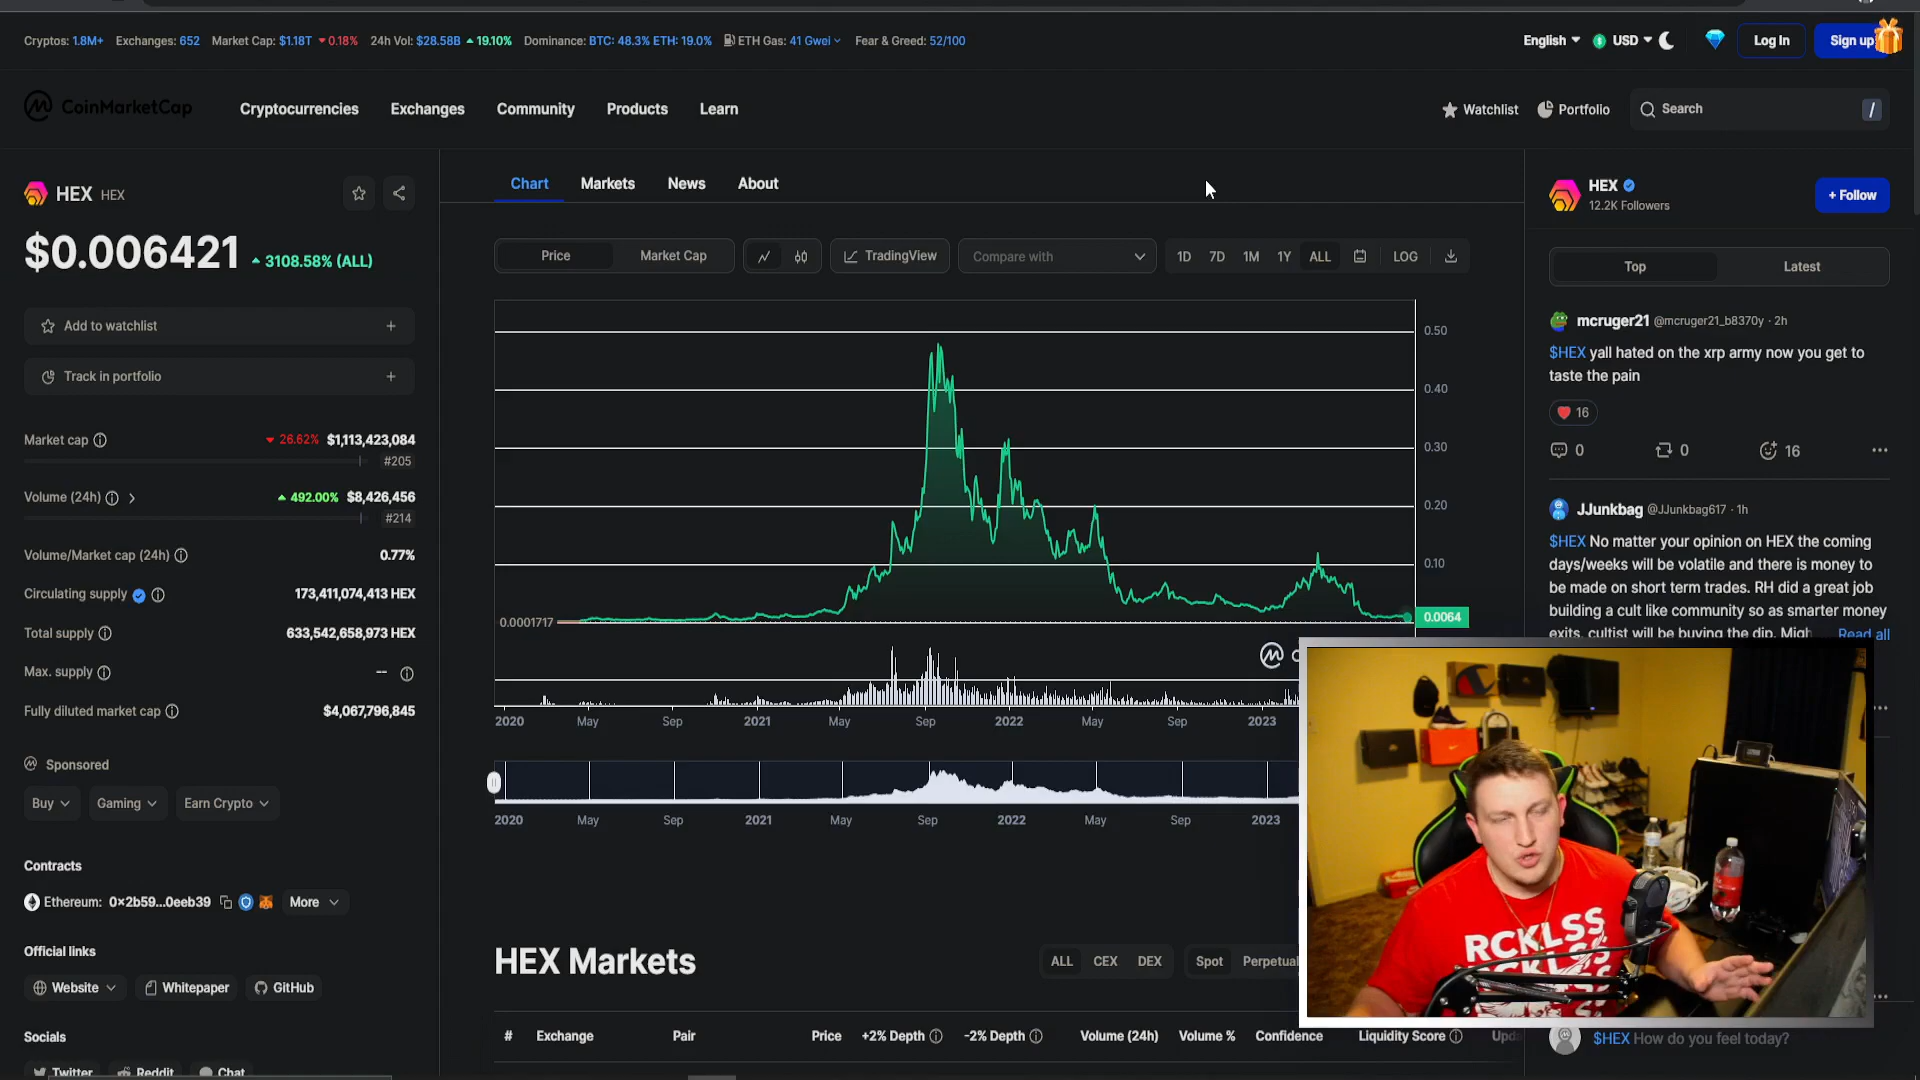 Cryptos: 1.8M+ Exchanges: 652 Market Cap: $1.18T 0.18% 24h Vol: $28.58B 19.10% Dominance: BTC: 48.3% ETH: 19.0% ETH Gas: 41 Gwei Fear & Greed: 52/100
English USD Log In Sign up
CoinMarketCap Cryptocurrencies Exchanges Community Products Learn
Watchlist Portfolio Search /
HEX HEX
$0.006421 3108.58% (ALL)
Add to watchlist +
Track in portfolio +
Market cap 26.62% $1,113,423,084
#205
Volume (24h) 492.00% $8,426,456
#214
Volume/Market cap (24h) 0.77%
Circulating supply 173,411,074,413 HEX
Total supply 633,542,658,973 HEX
Max. supply --
Fully diluted market cap $4,067,796,845
Sponsored
Buy Gaming Earn Crypto
Contracts
Ethereum: 0x2b59...0eeb39 More
Official links
Website Whitepaper GitHub
Socials
Twitter Reddit Chat
Chart Markets News About
Price Market Cap TradingView Compare with 1D 7D 1M 1Y ALL LOG
0.50
0.40
0.30
0.20
0.10
0.0064
0.0001717
2020 May Sep 2021 May Sep 2022 May Sep 2023
2020 May Sep 2021 May Sep 2022 May Sep 2023
HEX Markets
ALL CEX DEX Spot Perpetual
# Exchange Pair Price +2% Depth -2% Depth Volume (24h) Volume % Confidence Liquidity Score
HEX
12.2K Followers
+ Follow
Top Latest
mcruger21 @mcruger21_b8370y · 2h
$HEX yall hated on the xrp army now you get to
taste the pain
16
0 0 16 ...
JJunkbag @JJunkbag617 · 1h
$HEX No matter your opinion on HEX the coming
days/weeks will be volatile and there is money to
be made on short term trades. RH did a great job
building a cult like community so as smarter money
exits, cultist will be buying the dip. Read all
RCKLSS
RCKLSS
$HEX How do you feel today?